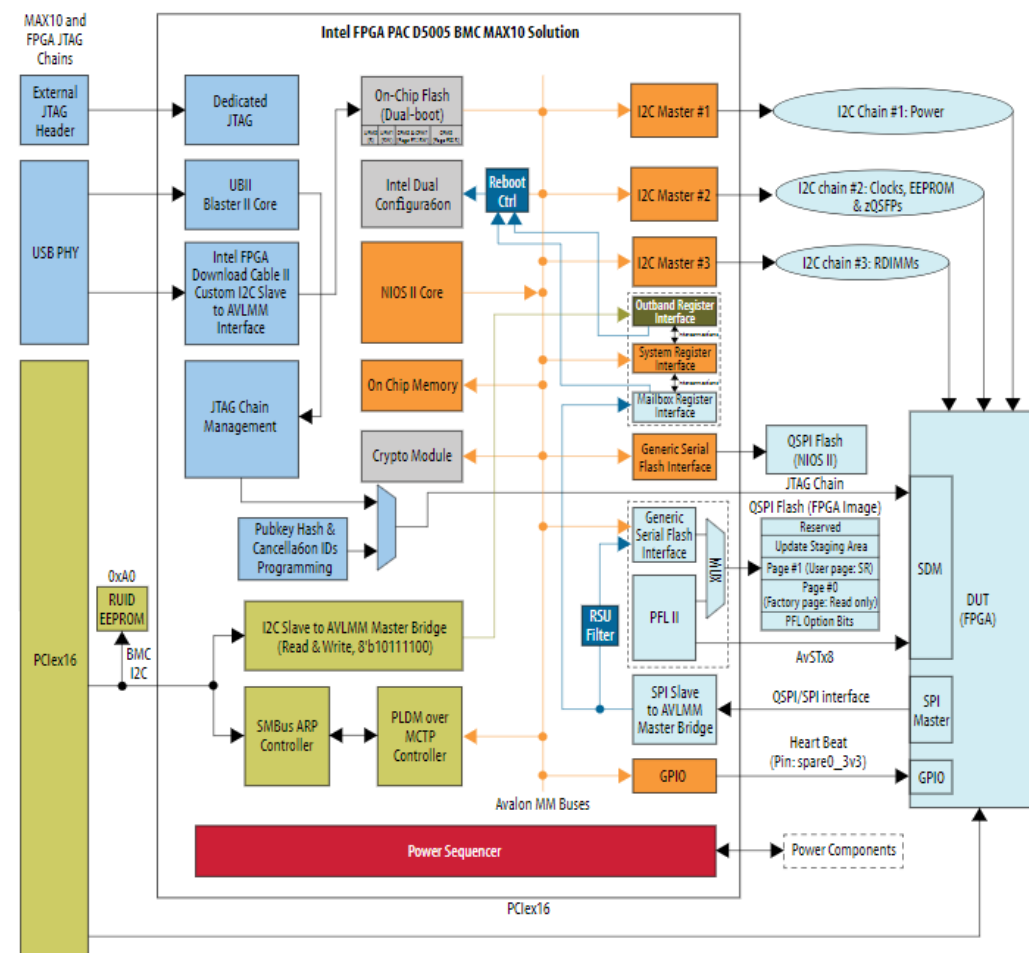 MAX10 and
FPGA JTAG
Chains
Intel FPGA PAC D5005 BMC MAX10 Solution
External
JTAG
Header
Dedicated
JTAG
On-Chip Flash
(Dual-boot)
I2C Master #1
I2C Chain #1: Power
USB PHY
UBII
Blaster II Core
Intel Dual
Configura6on
Reboot
Ctrl
I2C Master #2
I2C chain #2: Clocks, EEPROM
& zQSFPs
Intel FPGA
Download Cable II
Custom I2C Slave
to AVLMM
Interface
NIOS II Core
I2C Master #3
I2C chain #3: RDIMMs
Outband Register
Interface
System Register
Interface
Mailbox Register
Interface
JTAG Chain
Management
On Chip Memory
Crypto Module
Generic Serial
Flash Interface
QSPI Flash
(NIOS II)
JTAG Chain
QSPI Flash (FPGA Image)
Pubkey Hash &
Cancella6on IDs
Programming
Generic
Serial Flash
Interface
MUX
Reserved
Update Staging Area
Page #1 (User page: SR)
Page #0
(Factory page: Read only)
PFL Option Bits
SDM
DUT
(FPGA)
0xA0
RUID
EEPROM
PCIex16
BMC
I2C
I2C Slave to AVLMM Master Bridge
(Read & Write, 8'b10111100)
RSU
Filter
PFL II
AvSTx8
SMBus ARP
Controller
PLDM over
MCTP
Controller
SPI Slave
to AVLMM
Master Bridge
QSPI/SPI interface
SPI
Master
Heart Beat
(Pin: spare0_3v3)
GPIO
GPIO
Avalon MM Buses
Power Sequencer
Power Components
PCIex16